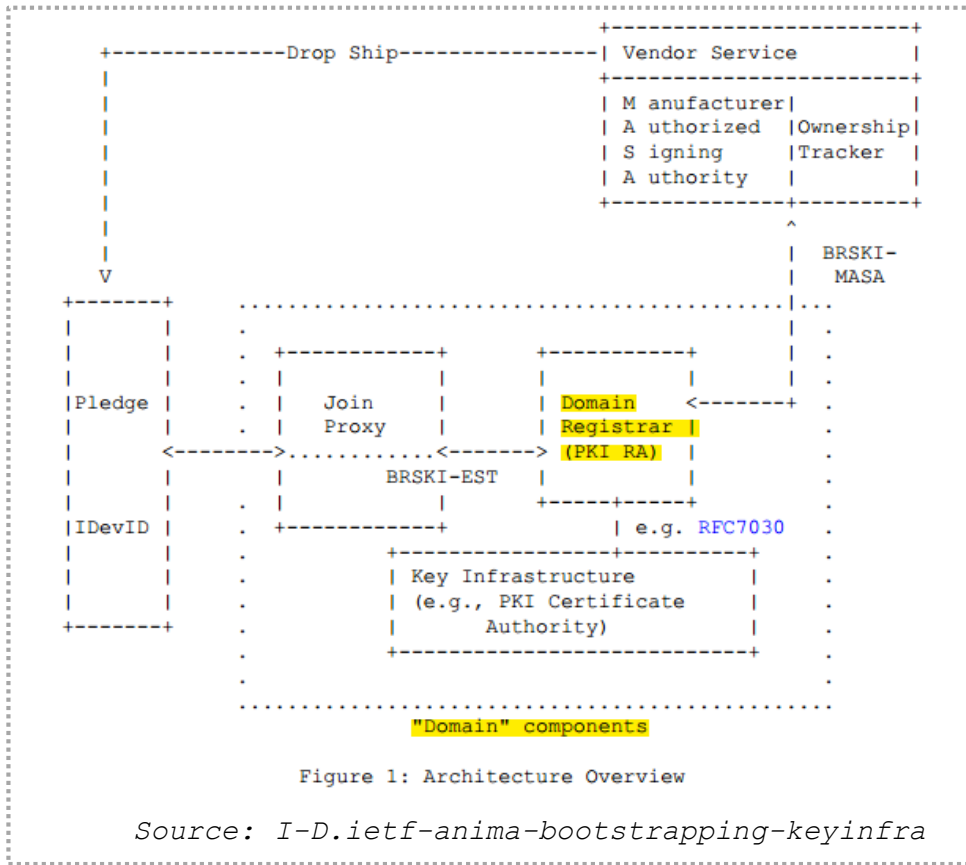 Drop Ship
Vendor Service
M anufacturer
A uthorized Ownership
S igning Tracker
A uthority
BRSKI-
V MASA
Pledge Join Domain
Proxy Registrar
(PKI RA)
BRSKI-EST
IDevID e.g. RFC7030
Key Infrastructure
(e.g., PKI Certificate
Authority)
"Domain" components
Figure 1: Architecture Overview
Source: I-D.ietf-anima-bootstrapping-keyinfra